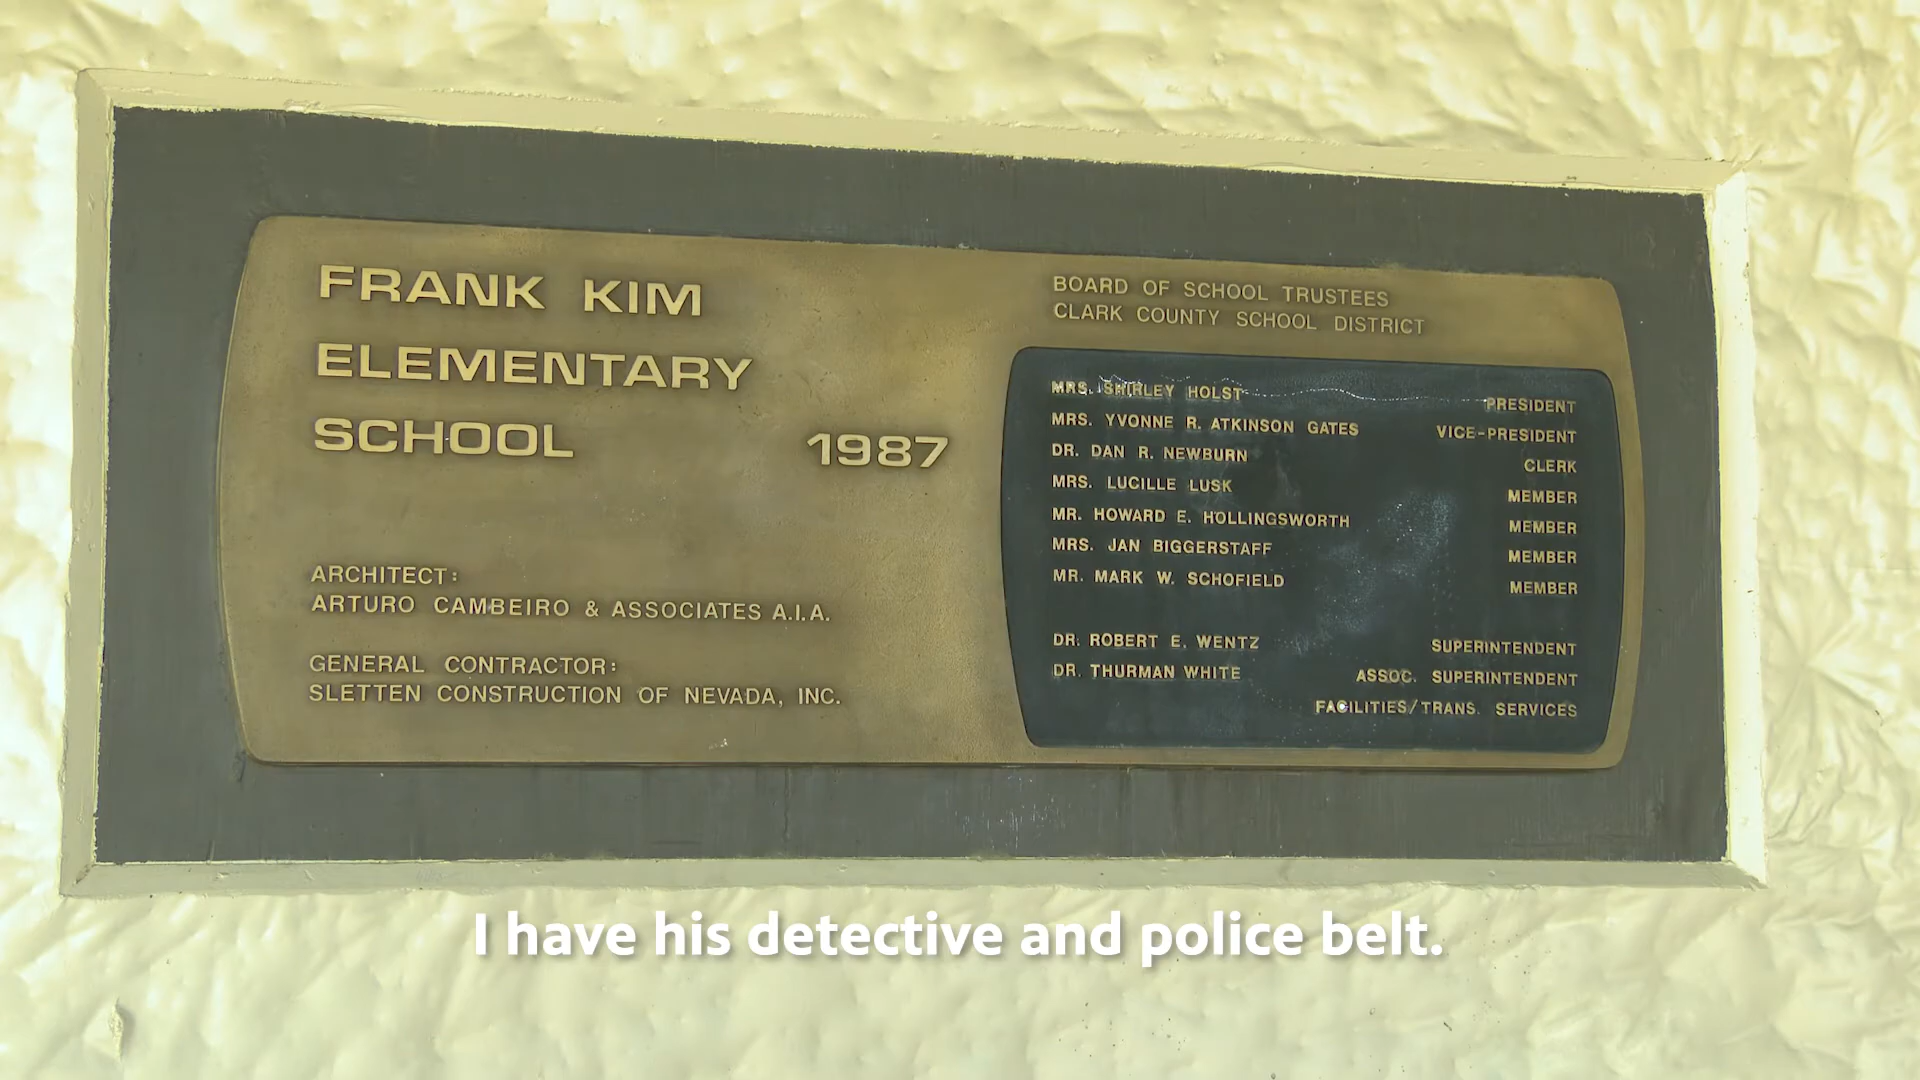 FRANK KIM
ELEMENTARY
SCHOOL 1987
ARCHITECT:
ARTURO CAMBEIRO & ASSOCIATES A.I.A.
GENERAL CONTRACTOR:
SLETTEN CONSTRUCTION OF NEVADA, INC.
BOARD OF SCHOOL TRUSTEES
CLARK COUNTY SCHOOL DISTRICT
MRS. SHIRLEY HOLST PRESIDENT
MRS. YVONNE R. ATKINSON GATES VICE-PRESIDENT
DR. DAN R. NEWBURN CLERK
MRS. LUCILLE LUSK MEMBER
MR. HOWARD E. HOLLINGSWORTH MEMBER
MRS. JAN BIGGERSTAFF MEMBER
MR. MARK W. SCHOFIELD MEMBER
DR. ROBERT E. WENTZ SUPERINTENDENT
DR. THURMAN WHITE ASSOC. SUPERINTENDENT
FACILITIES/TRANS. SERVICES
I have his detective and police belt.